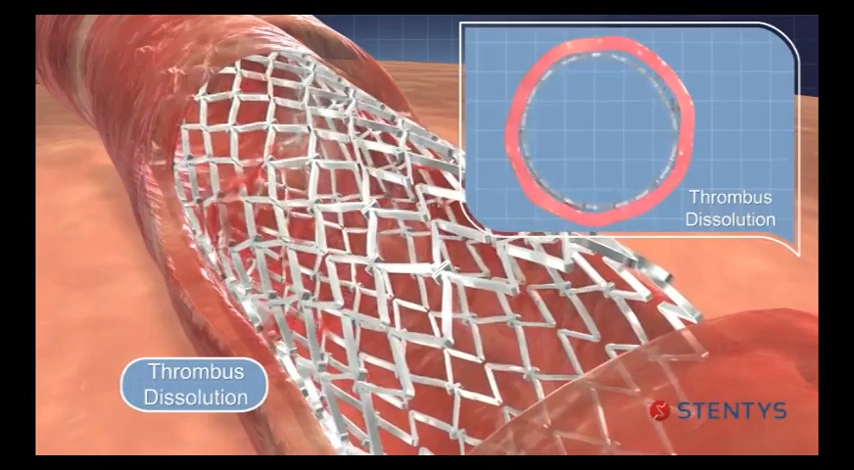 Thrombus
Dissolution
Thrombus
Dissolution
STENTYS